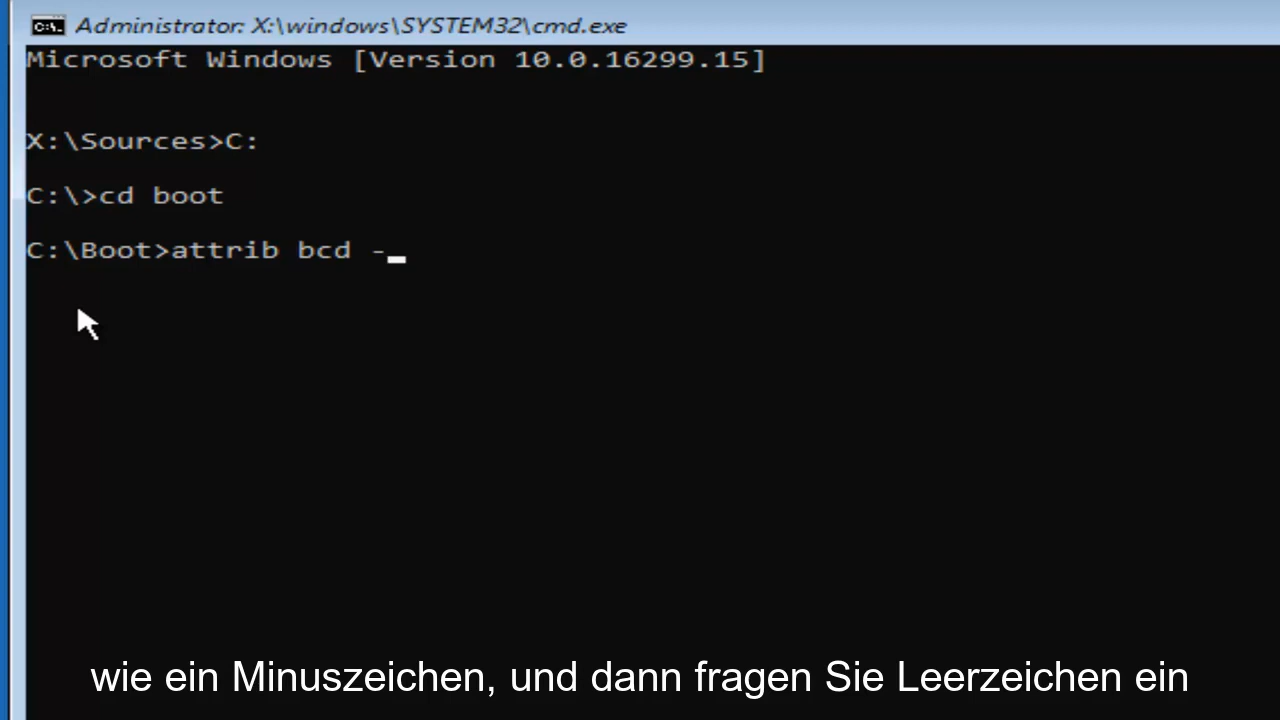 Administrator: X:\windows\SYSTEM32\cmd.exe
Microsoft Windows [Version 10.0.16299.15]
X:\Sources>C:
C:\>cd boot
C:\Boot>attrib bcd -
wie ein Minuszeichen, und dann fragen Sie Leerzeichen ein